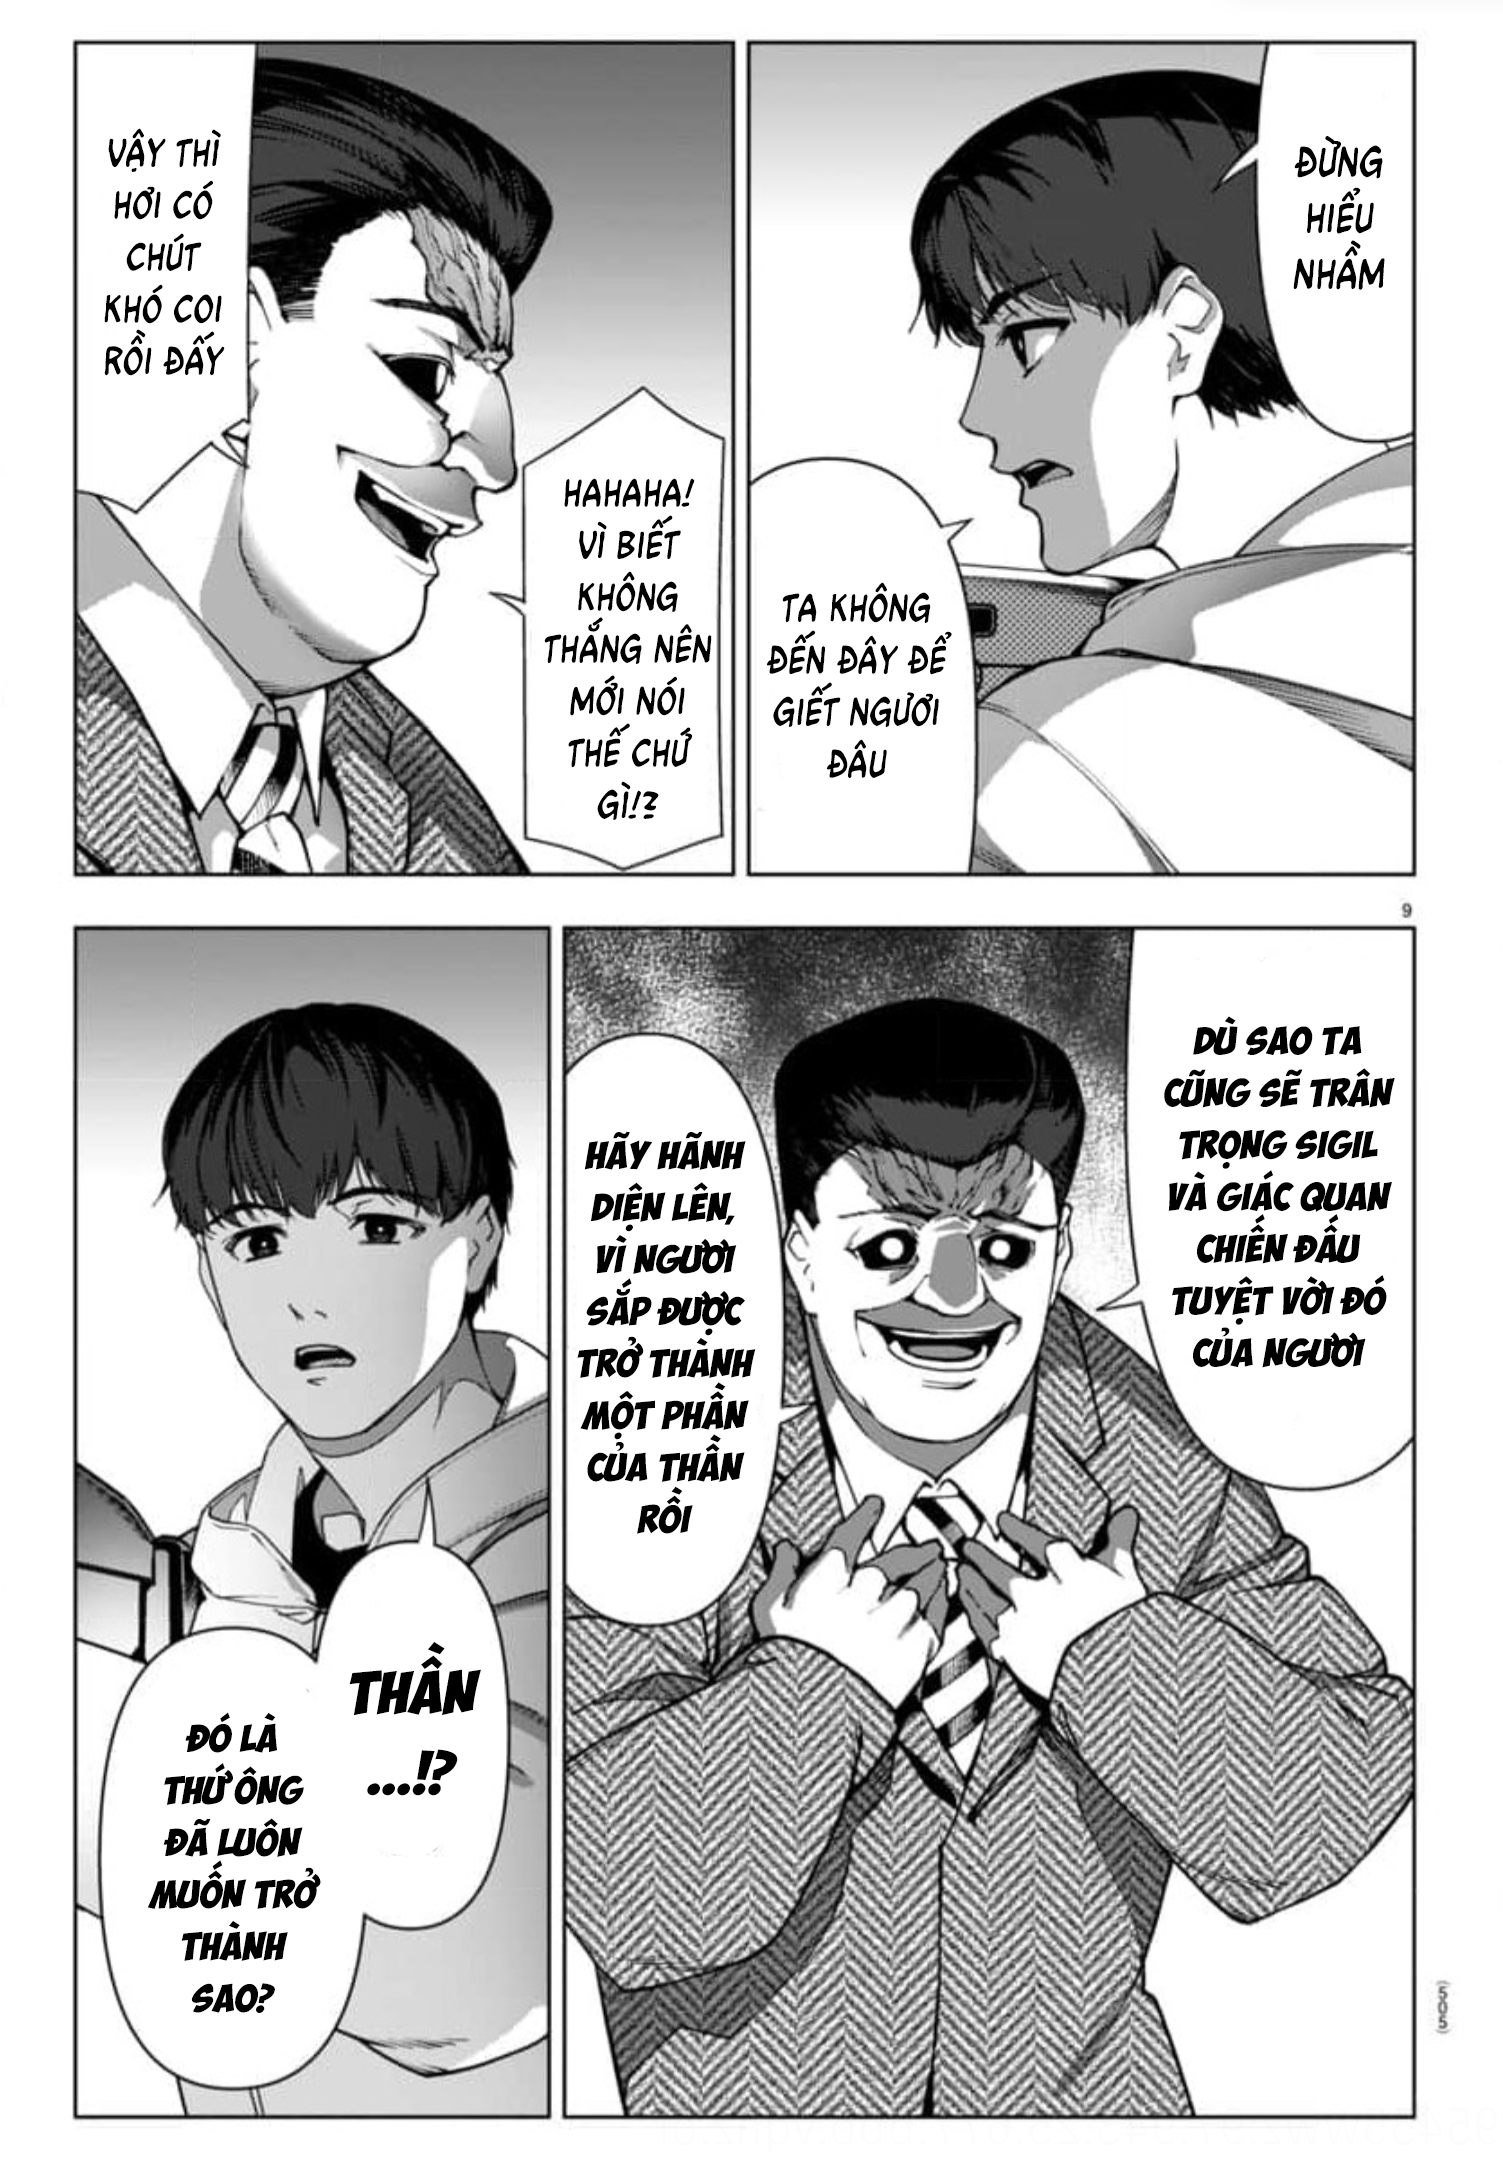 ĐỪNG
HIỂU
NHẦM
TA KHÔNG
ĐẾN ĐÂY ĐỂ
GIẾT NGƯƠI
ĐÂU
HAHAHA!
VÌ BIẾT
KHÔNG
THẮNG NÊN
MỚI NÓI
THẾ CHỨ
GÌ!?
VẬY THÌ
HƠI CÓ
CHÚT
KHÓ COI
RỒI ĐẤY
9
DÙ SAO TA
CŨNG SẼ TRÂN
TRỌNG SIGIL
VÀ GIÁC QUAN
CHIẾN ĐẤU
TUYỆT VỜI ĐÓ
CỦA NGƯƠI
HÃY HÃNH
DIỆN LÊN,
VÌ NGƯƠI
SẮP ĐƯỢC
TRỞ THÀNH
MỘT PHẦN
CỦA THẦN
RỒI
THẦN
...!?
ĐÓ LÀ
THỨ ÔNG
ĐÃ LUÔN
MUỐN TRỞ
THÀNH
SAO?
(505)